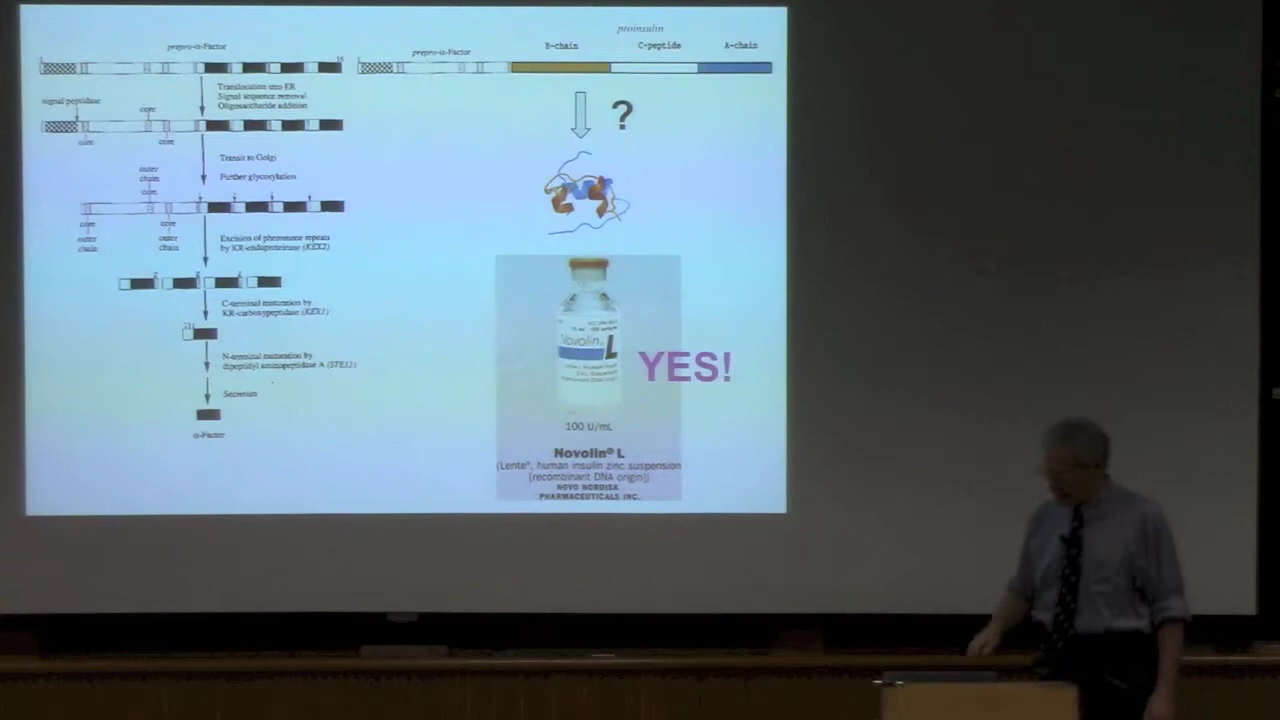 prepro-α-Factor
Translocation into ER
Signal sequence removal
Oligosaccharide addition
signal peptidase
core
core
core
Transit to Golgi
Further glycosylation
outer
chain
core
core
outer
chain
core
outer
chain
Excision of pheromone repeats
by KR-endoproteinase (KEX2)
C-terminal maturation by
KR-carboxypeptidase (KEX1)
N-terminal maturation by
dipeptidyl aminopeptidase A (STE13)
Secretion
α-Factor
prepro-α-Factor
proinsulin
B-chain
C-peptide
A-chain
?
Novolin® L
YES!
100 U/mL
Novolin® L
(Lente®, human insulin zinc suspension
[recombinant DNA origin])
NOVO NORDISK
PHARMACEUTICALS INC.